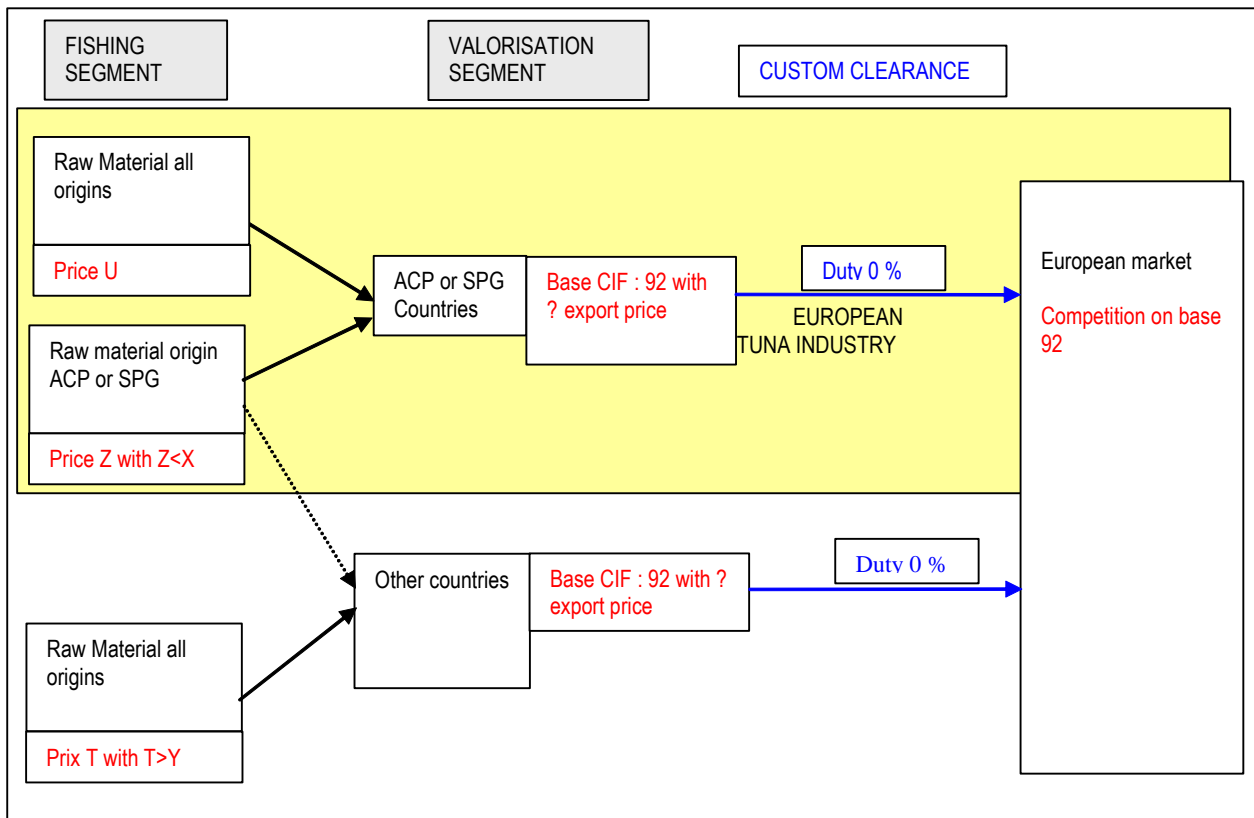 FISHING
SEGMENT
VALORISATION
SEGMENT
CUSTOM CLEARANCE
Raw Material all
origins
Price U
Raw material origin
ACP or SPG
Price Z with Z<X
ACP or SPG
Countries
Base CIF : 92 with
? export price
Duty 0 %
EUROPEAN
TUNA INDUSTRY
European market
Competition on base
92
Other countries
Base CIF : 92 with ?
export price
Duty 0 %
Raw Material all
origins
Prix T with T>Y